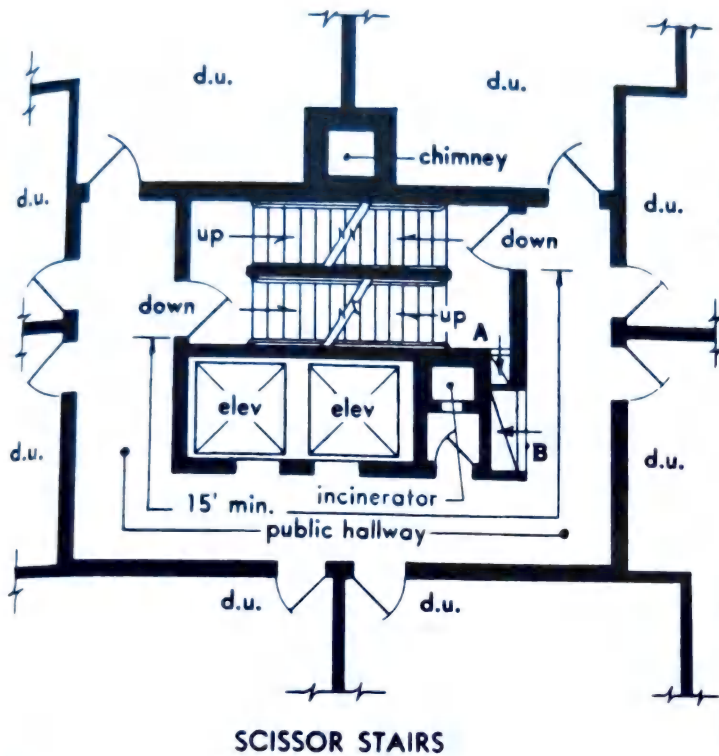 d.u.
d.u.
chimney
d.u.
d.u.
up
down
down
up
A
elev
elev
B
d.u.
d.u.
15' min.
incinerator
public hallway
d.u.
d.u.
SCISSOR STAIRS